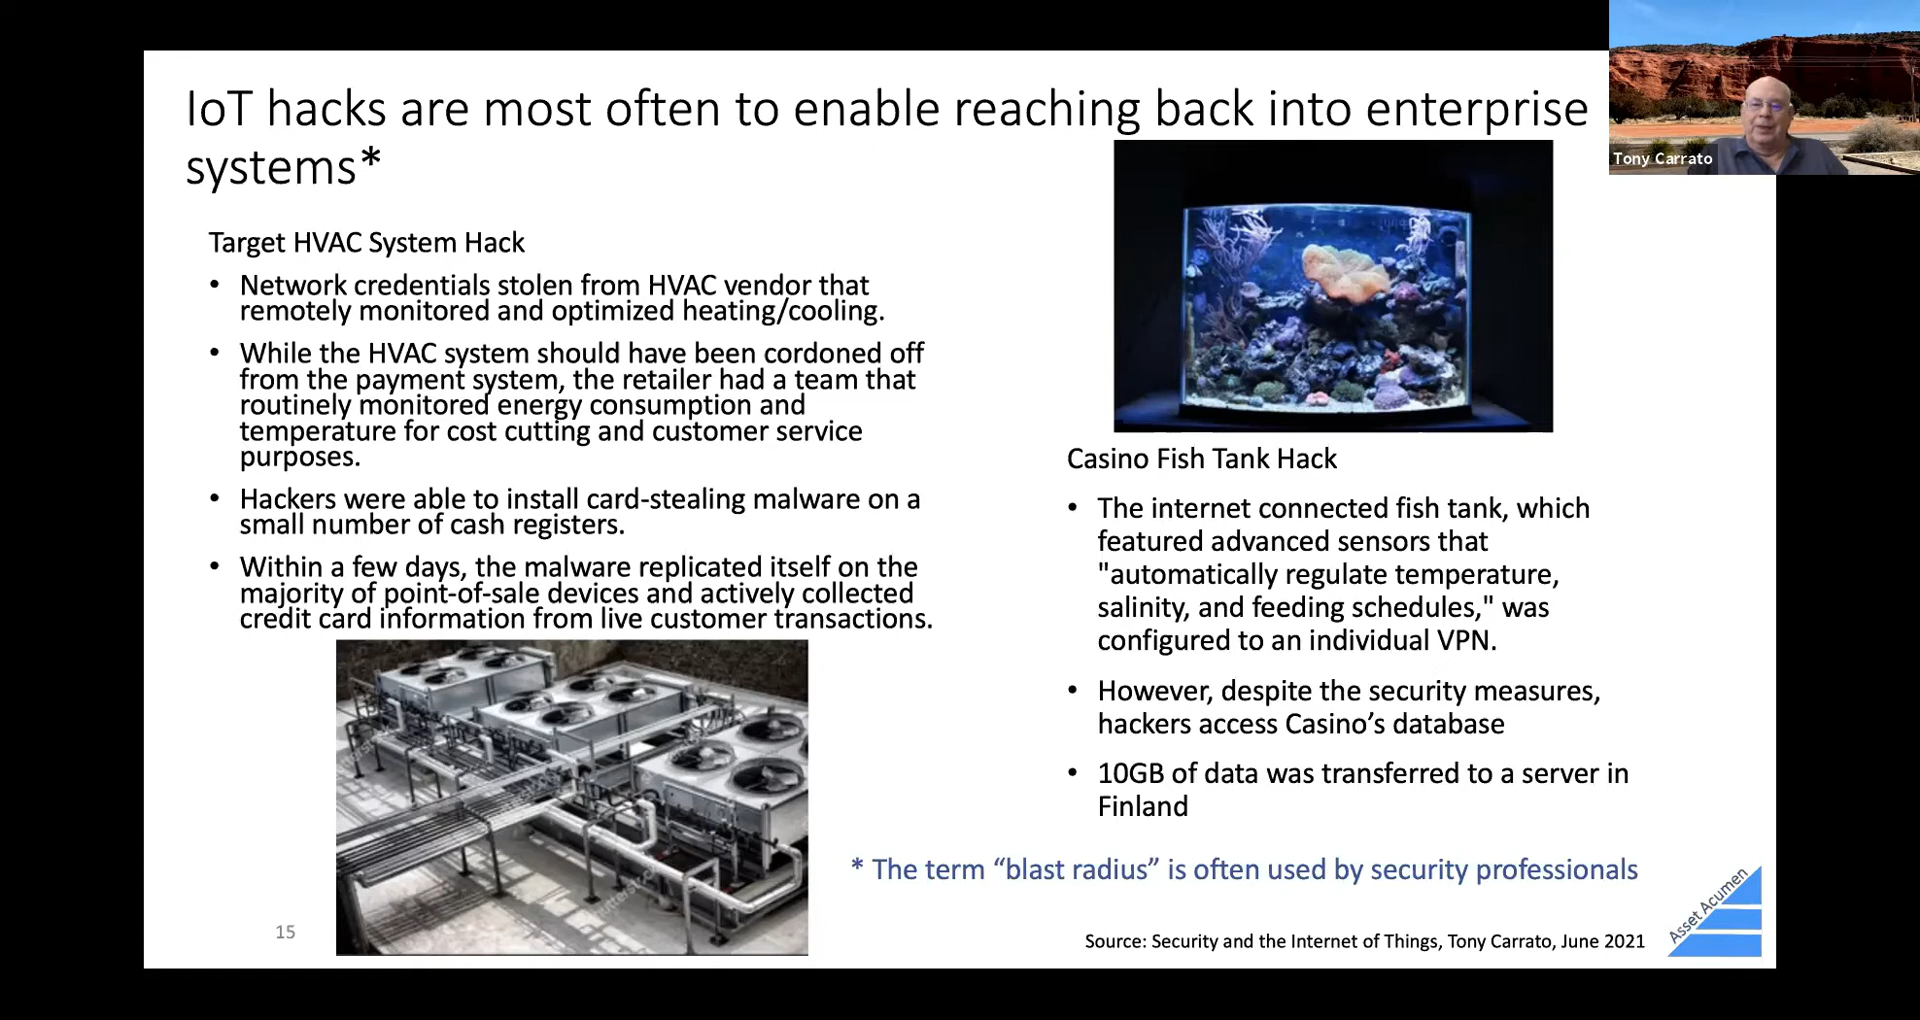 IoT hacks are most often to enable reaching back into enterprise
systems*
Tony Carrato
Target HVAC System Hack
• Network credentials stolen from HVAC vendor that
remotely monitored and optimized heating/cooling.
• While the HVAC system should have been cordoned off
from the payment system, the retailer had a team that
routinely monitored energy consumption and
temperature for cost cutting and customer service
purposes.
• Hackers were able to install card-stealing malware on a
small number of cash registers.
• Within a few days, the malware replicated itself on the
majority of point-of-sale devices and actively collected
credit card information from live customer transactions.
Casino Fish Tank Hack
• The internet connected fish tank, which
featured advanced sensors that
"automatically regulate temperature,
salinity, and feeding schedules," was
configured to an individual VPN.
• However, despite the security measures,
hackers access Casino’s database
• 10GB of data was transferred to a server in
Finland
* The term “blast radius” is often used by security professionals
15
Source: Security and the Internet of Things, Tony Carrato, June 2021
Asset Acumen